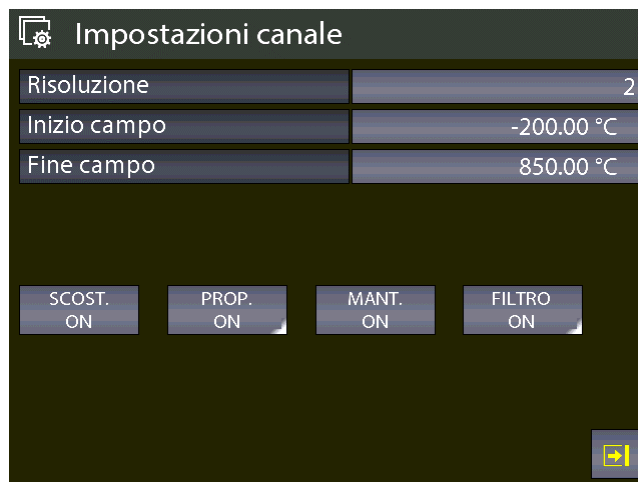 Impostazioni canale
Risoluzione 2
Inizio campo -200.00 °C
Fine campo 850.00 °C
SCOST. PROP. MANT. FILTRO
ON ON ON ON